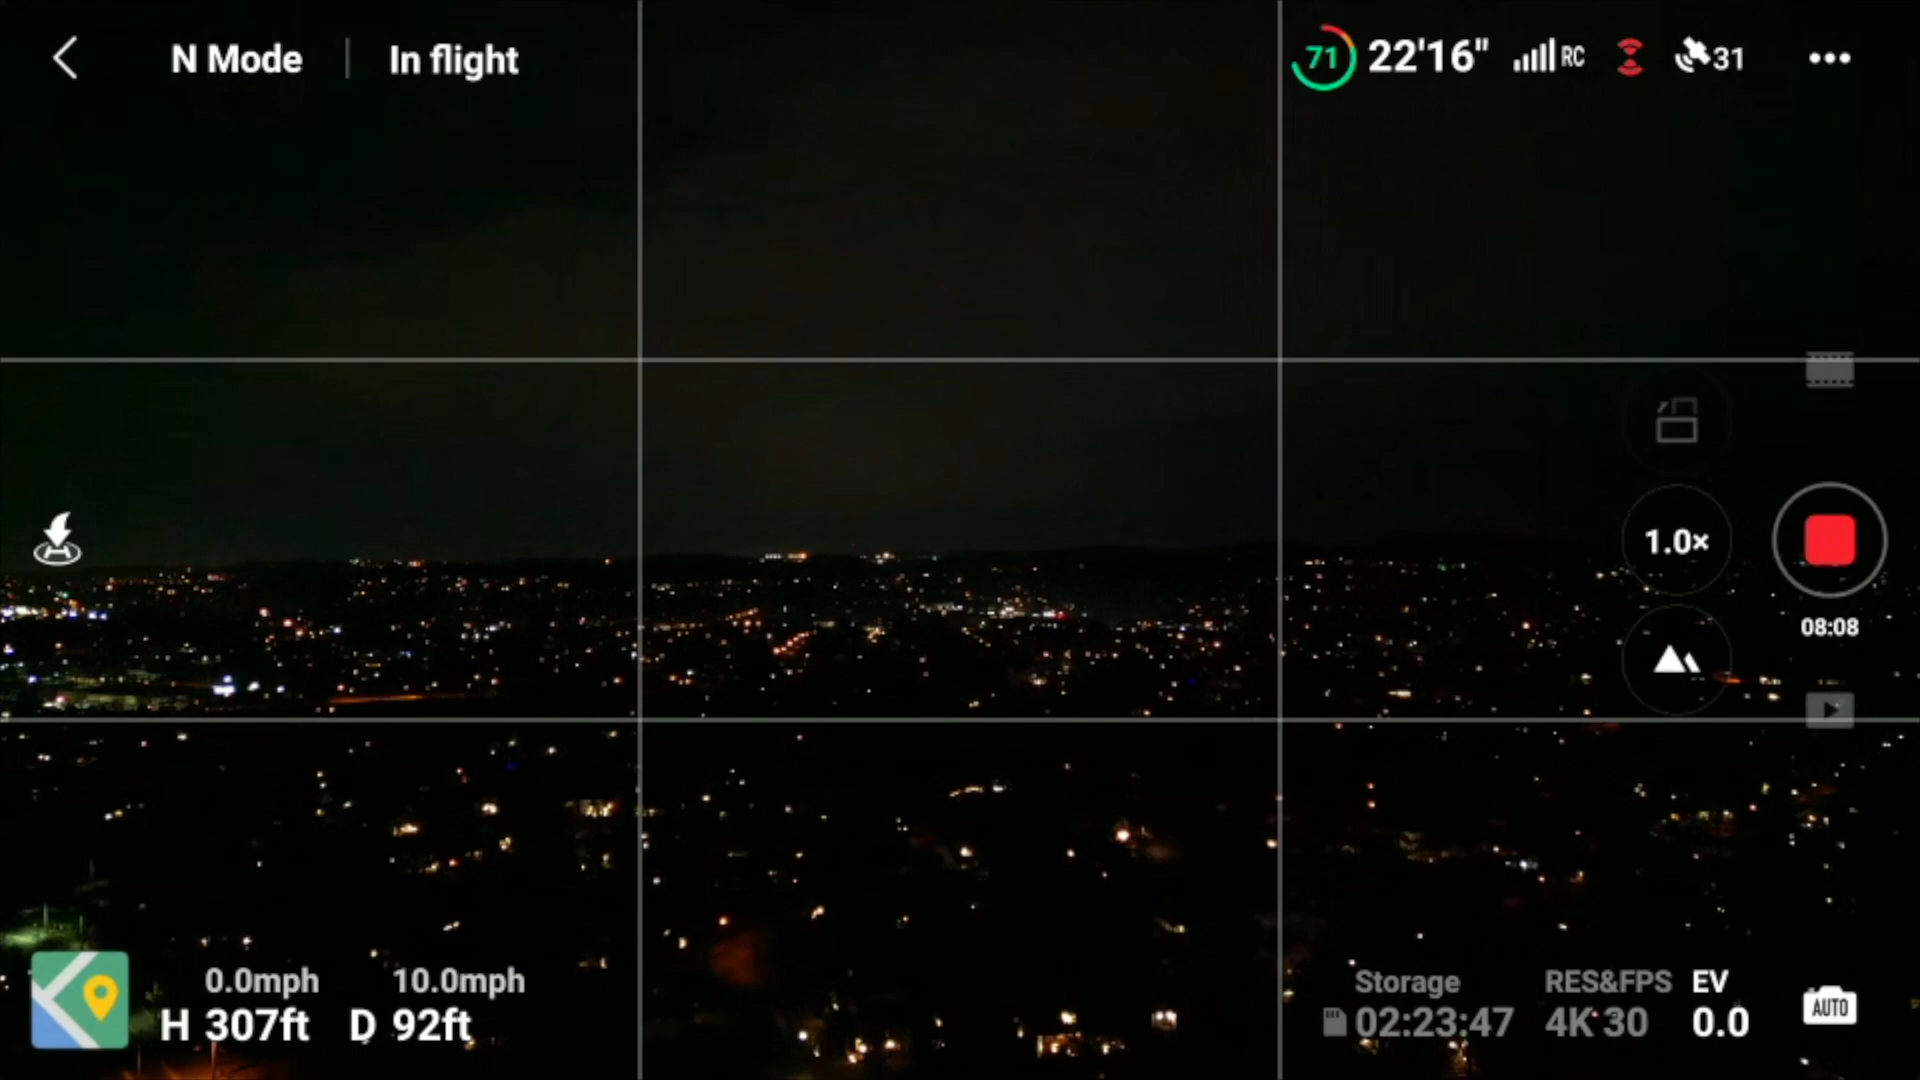 N Mode | In flight
71 22'16" RC 31
1.0×
08:08
0.0mph 10.0mph
H 307ft D 92ft
Storage RES&FPS EV
02:23:47 4K 30 0.0
AUTO